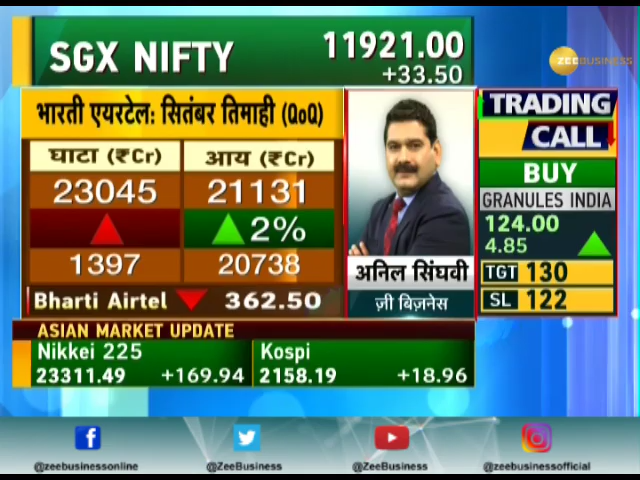 SGX NIFTY
11921.00
+33.50
ZEEBUSINESS
भारती एयरटेल: सितंबर तिमाही (QoQ)
घाटा (₹Cr)
आय (₹Cr)
23045
21131
2%
1397
20738
Bharti Airtel
362.50
अनिल सिंघवी
ज़ी बिज़नेस
TRADING
CALL
BUY
GRANULES INDIA
124.00
4.85
TGT 130
SL 122
ASIAN MARKET UPDATE
Nikkei 225
23311.49 +169.94
Kospi
2158.19 +18.96
@zeebusinessonline
@ZeeBusiness
@ZeeBusiness
@zeebusinessofficial